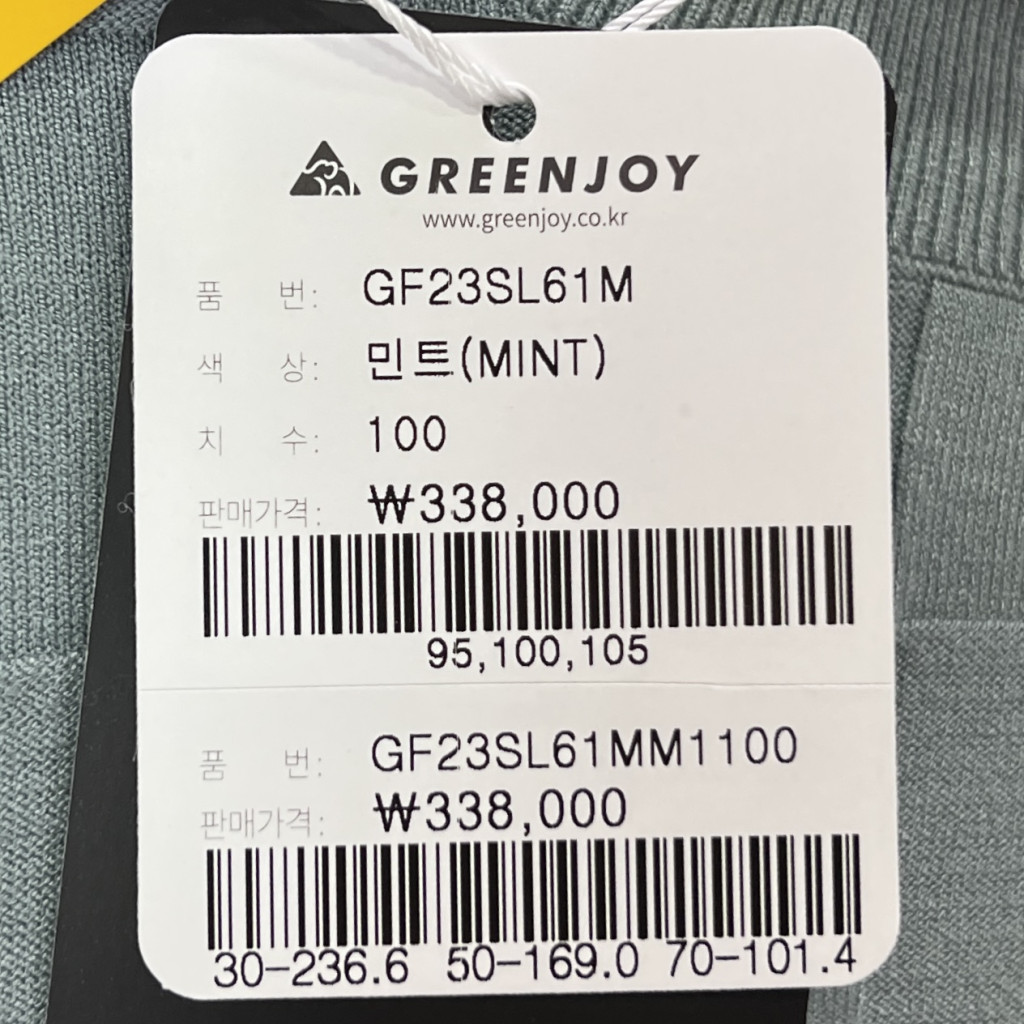 GREENJOY
www.greenjoy.co.kr
품 번: GF23SL61M
색 상: 민트(MINT)
치 수: 100
판매가격: ₩338,000
95,100,105
품 번: GF23SL61MM1100
판매가격: ₩338,000
30-236.6 50-169.0 70-101.4